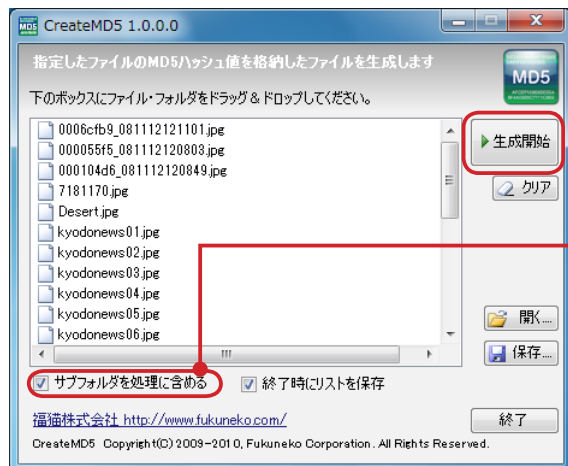 CreateMD5 1.0.0.0
指定したファイルのMD5ハッシュ値を格納したファイルを生成します
MD5
下のボックスにファイル・フォルダをドラッグ & ドロップしてください。
0006cfb9_081112121101.jpg
000055f5_081112120803.jpg
000104d6_081112120849.jpg
7181170.jpg
Desert.jpg
kyodonews01.jpg
kyodonews02.jpg
kyodonews03.jpg
kyodonews04.jpg
kyodonews05.jpg
kyodonews06.jpg
生成開始
クリア
開く...
保存...
サブフォルダを処理に含める
終了時にリストを保存
福猫株式会社 http://www.fukuneko.com/
終了
CreateMD5 Copyright(C) 2009-2010, Fukuneko Corporation. All Rights Reserved.